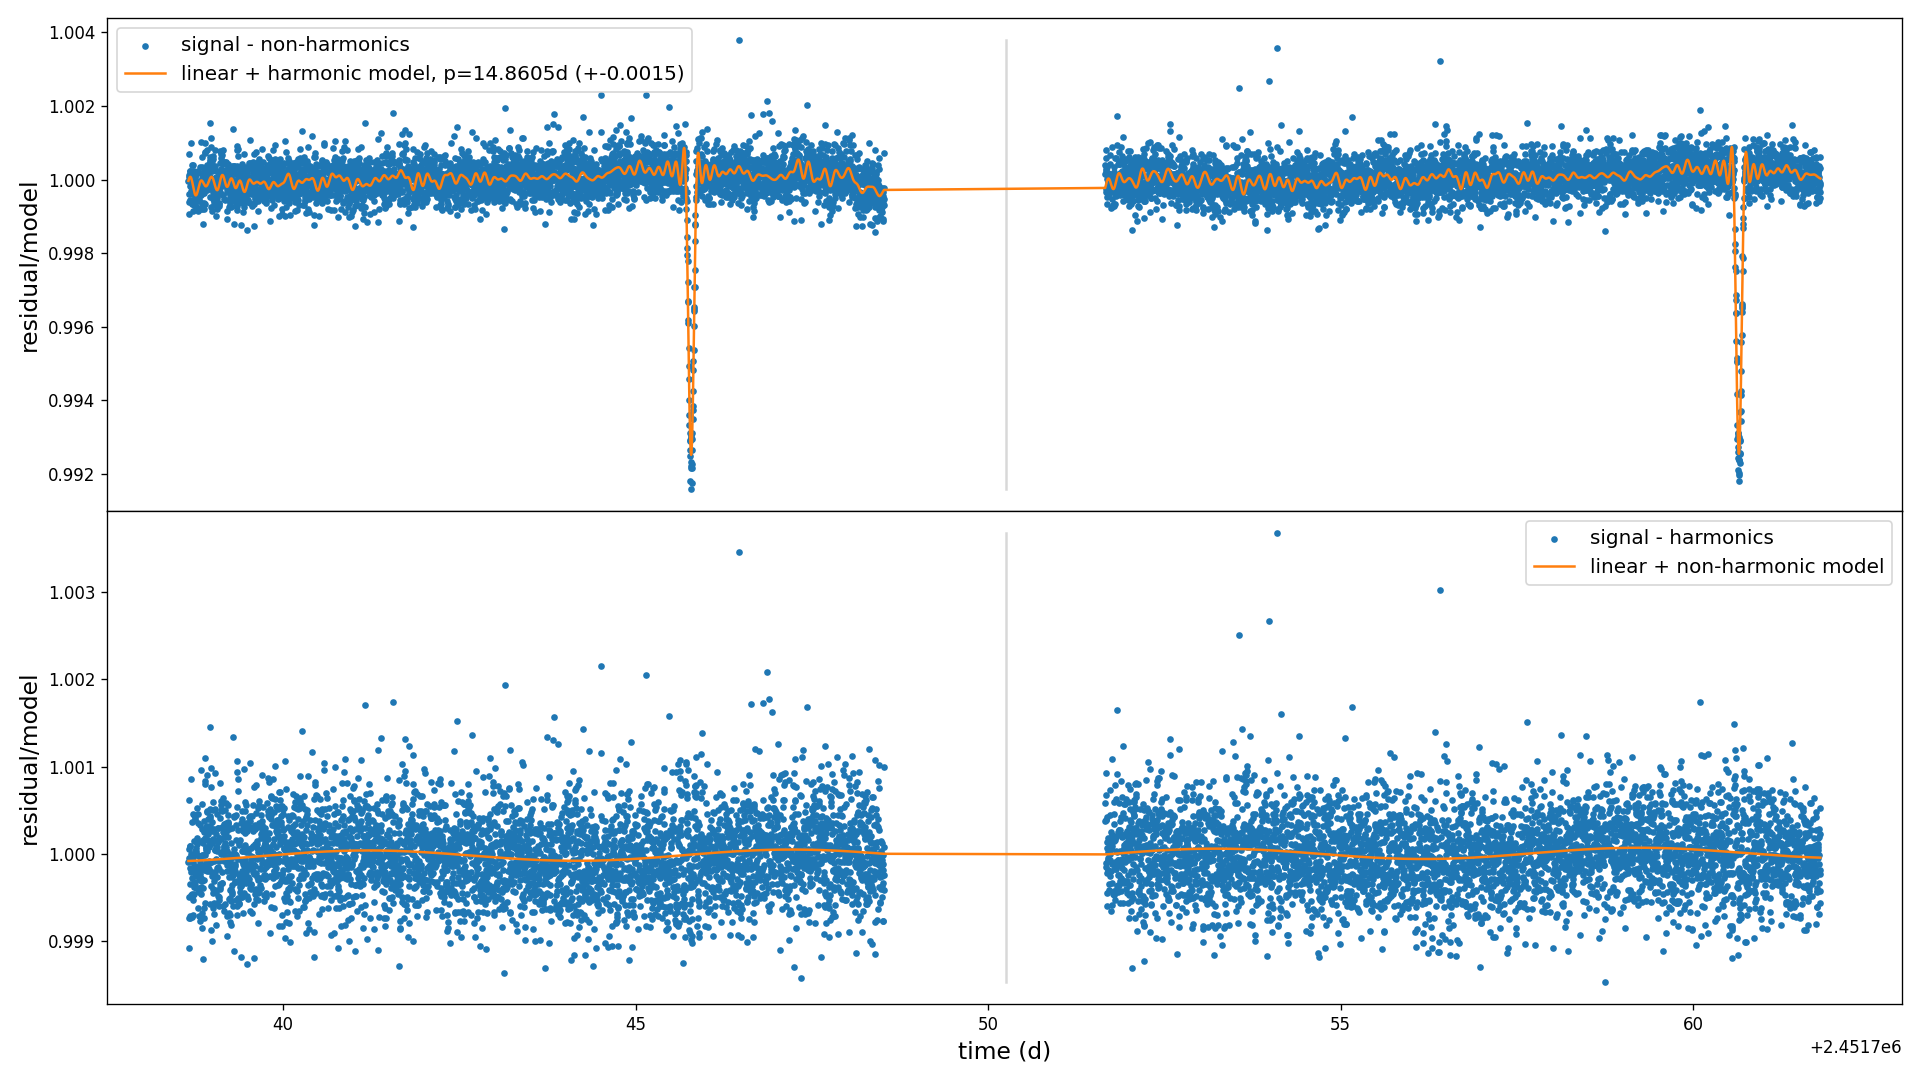 signal - non-harmonics
linear + harmonic model, p=14.8605d (+-0.0015)
1.004
1.002
1.000
0.998
0.996
0.994
0.992
residual/model
signal - harmonics
linear + non-harmonic model
1.003
1.002
1.001
1.000
0.999
residual/model
40 45 50 55 60
time (d)
+2.4517e6